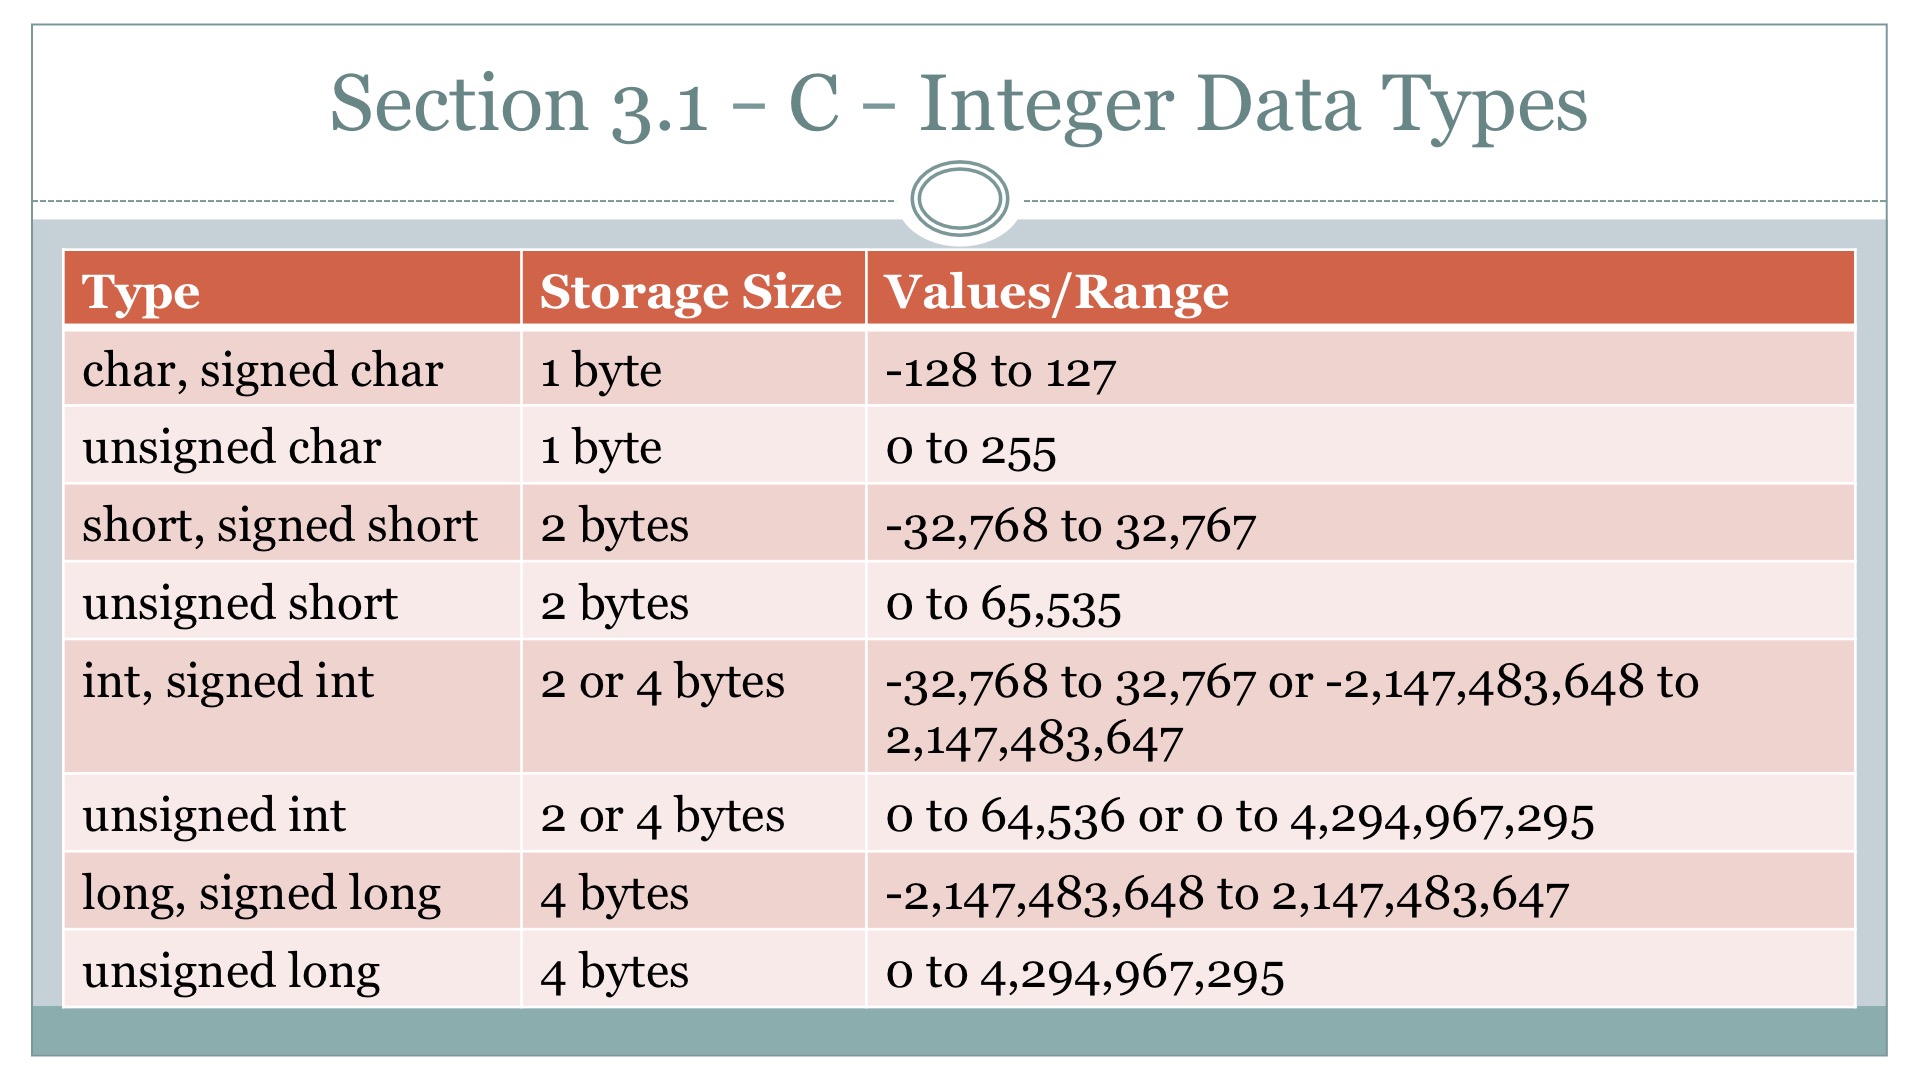 Section 3.1 – C – Integer Data Types
Type Storage Size Values/Range
char, signed char 1 byte -128 to 127
unsigned char 1 byte 0 to 255
short, signed short 2 bytes -32,768 to 32,767
unsigned short 2 bytes 0 to 65,535
int, signed int 2 or 4 bytes -32,768 to 32,767 or -2,147,483,648 to
2,147,483,647
unsigned int 2 or 4 bytes 0 to 64,536 or 0 to 4,294,967,295
long, signed long 4 bytes -2,147,483,648 to 2,147,483,647
unsigned long 4 bytes 0 to 4,294,967,295